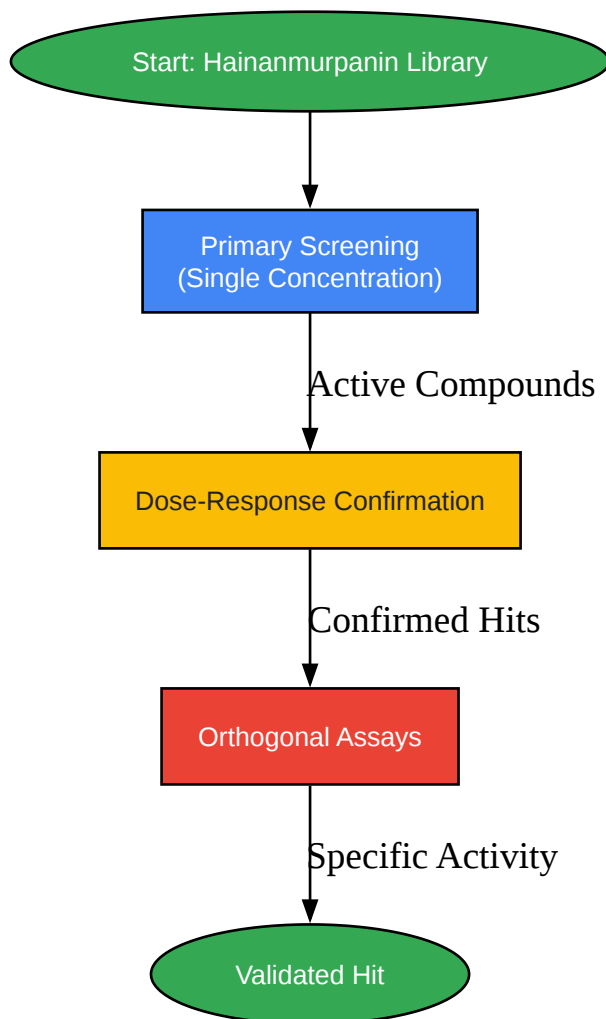 Start: Hainanmurpanin Library
Primary Screening
(Single Concentration)
Active Compounds
Dose-Response Confirmation
Confirmed Hits
Orthogonal Assays
Specific Activity
Validated Hit